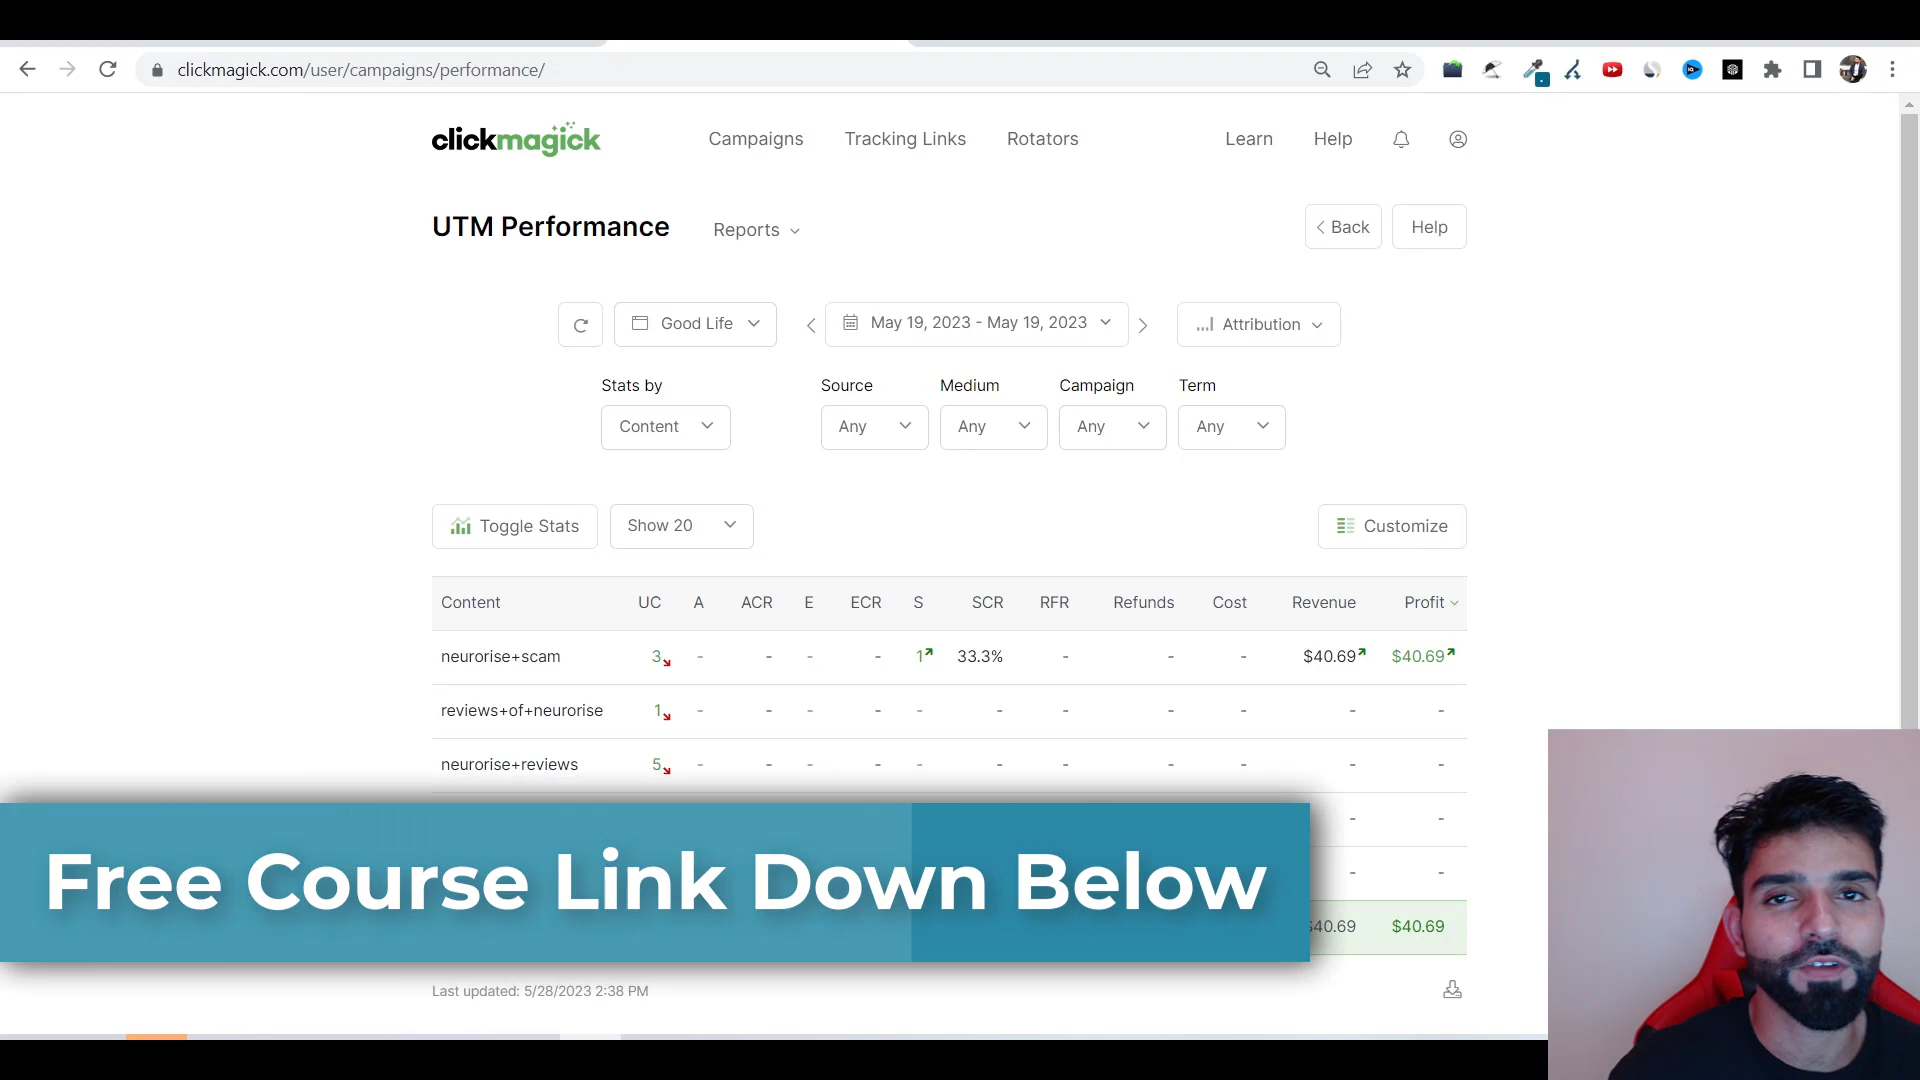 clickmagick.com/user/campaigns/performance/
clickmagick Campaigns Tracking Links Rotators Learn Help
UTM Performance Reports Back Help
Good Life May 19, 2023 - May 19, 2023 Attribution
Stats by Source Medium Campaign Term
Content Any Any Any Any
Toggle Stats Show 20 Customize
Content UC A ACR E ECR S SCR RFR Refunds Cost Revenue Profit
neurorise+scam 3 - - - - 1 33.3% - - - $40.69 $40.69
reviews+of+neurorise 1 - - - - - - - - - - -
neurorise+reviews 5 - - - - - - - - - - -
- -
Free Course Link Down Below
- -
$40.69 $40.69
Last updated: 5/28/2023 2:38 PM